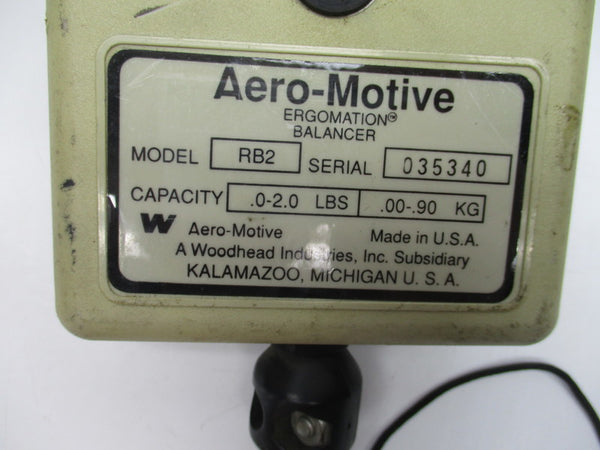 Aero-Motive
ERGOMATION™
BALANCER
MODEL RB2 SERIAL 035340
CAPACITY .0-2.0 LBS .00-.90 KG
W Aero-Motive Made in U.S.A.
A Woodhead Industries, Inc. Subsidiary
KALAMAZOO, MICHIGAN U. S. A.